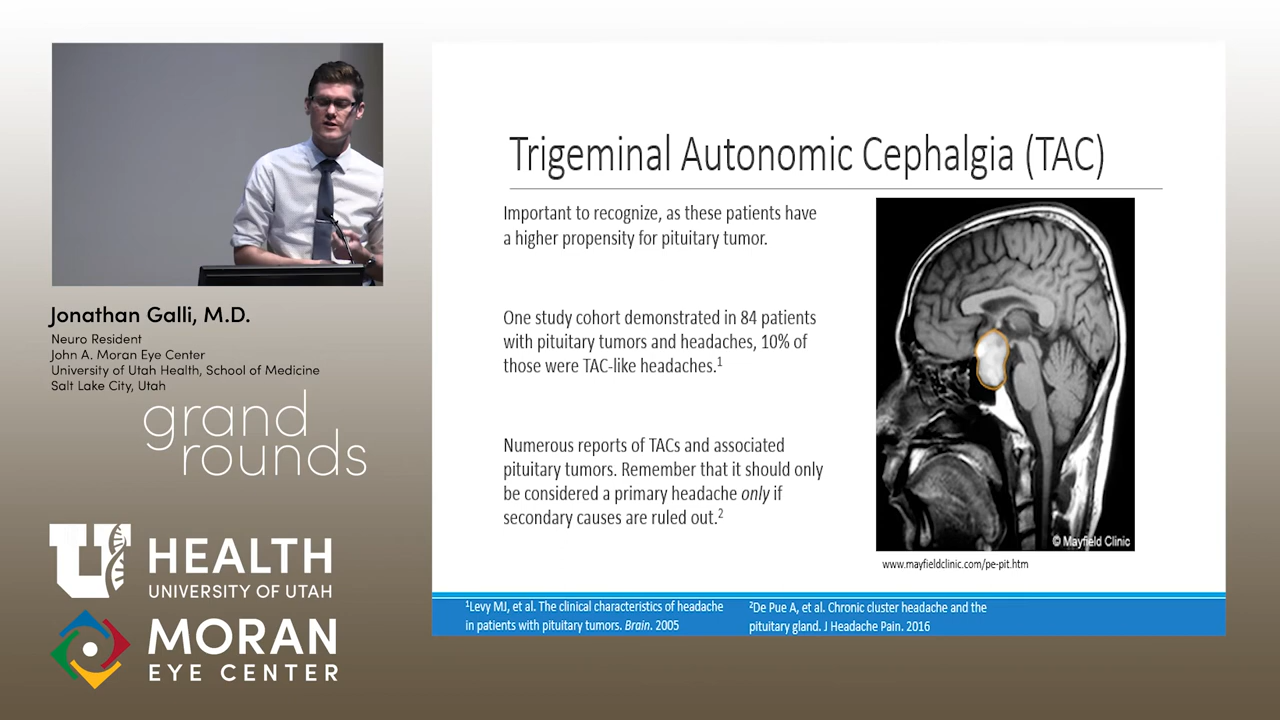 Jonathan Galli, M.D.
Neuro Resident
John A. Moran Eye Center
University of Utah Health, School of Medicine
Salt Lake City, Utah
grand
rounds
U
HEALTH
UNIVERSITY OF UTAH
MORAN
EYE CENTER
Trigeminal Autonomic Cephalgia (TAC)
Important to recognize, as these patients have
a higher propensity for pituitary tumor.
One study cohort demonstrated in 84 patients
with pituitary tumors and headaches, 10% of
those were TAC-like headaches.¹
Numerous reports of TACs and associated
pituitary tumors. Remember that it should only
be considered a primary headache only if
secondary causes are ruled out.²
© Mayfield Clinic
www.mayfieldclinic.com/pe-pit.htm
¹Levy MJ, et al. The clinical characteristics of headache
in patients with pituitary tumors. Brain. 2005
²De Pue A, et al. Chronic cluster headache and the
pituitary gland. J Headache Pain. 2016